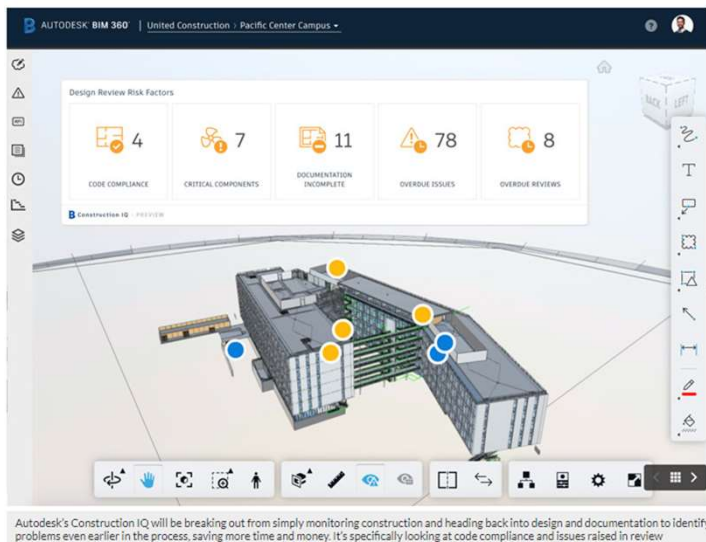 AUTODESK® BIM 360® | United Construction › Pacific Center Campus
Design Review Risk Factors
4
7
11
78
8
CODE COMPLIANCE
CRITICAL COMPONENTS
DOCUMENTATION
INCOMPLETE
OVERDUE ISSUES
OVERDUE REVIEWS
Construction IQ PREVIEW
BACK
LEFT
T
Autodesk's Construction IQ will be breaking out from simply monitoring construction and heading back into design and documentation to identify
problems even earlier in the process, saving more time and money. It's specifically looking at code compliance and issues raised in review